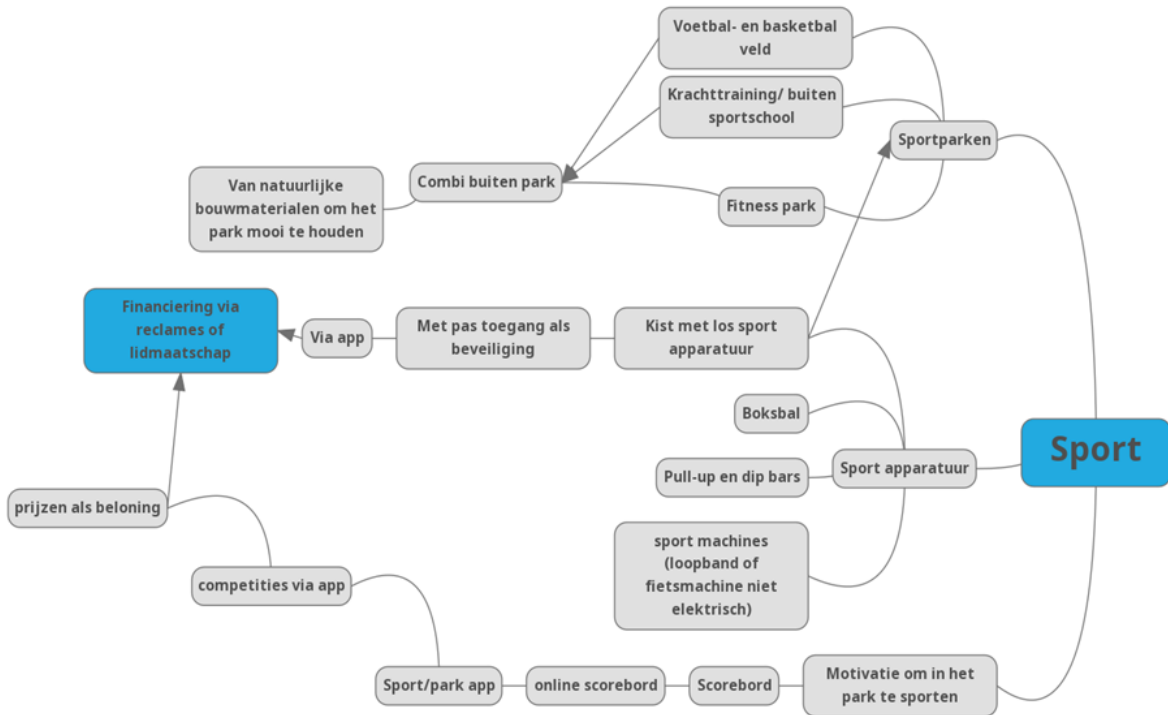 Voetbal- en basketbal
veld
Krachttraining/ buiten
sportschool
Sportparken
Combi buiten park
Van natuurlijke
bouwmaterialen om het
park mooi te houden
Fitness park
Financiering via
reclames of
lidmaatschap
Via app
Met pas toegang als
beveiliging
Kist met los sport
apparatuur
Boksbal
Sport
Sport apparatuur
Pull-up en dip bars
prijzen als beloning
sport machines
(loopband of
fietsmachine niet
elektrisch)
competities via app
Sport/park app
online scorebord
Scorebord
Motivatie om in het
park te sporten